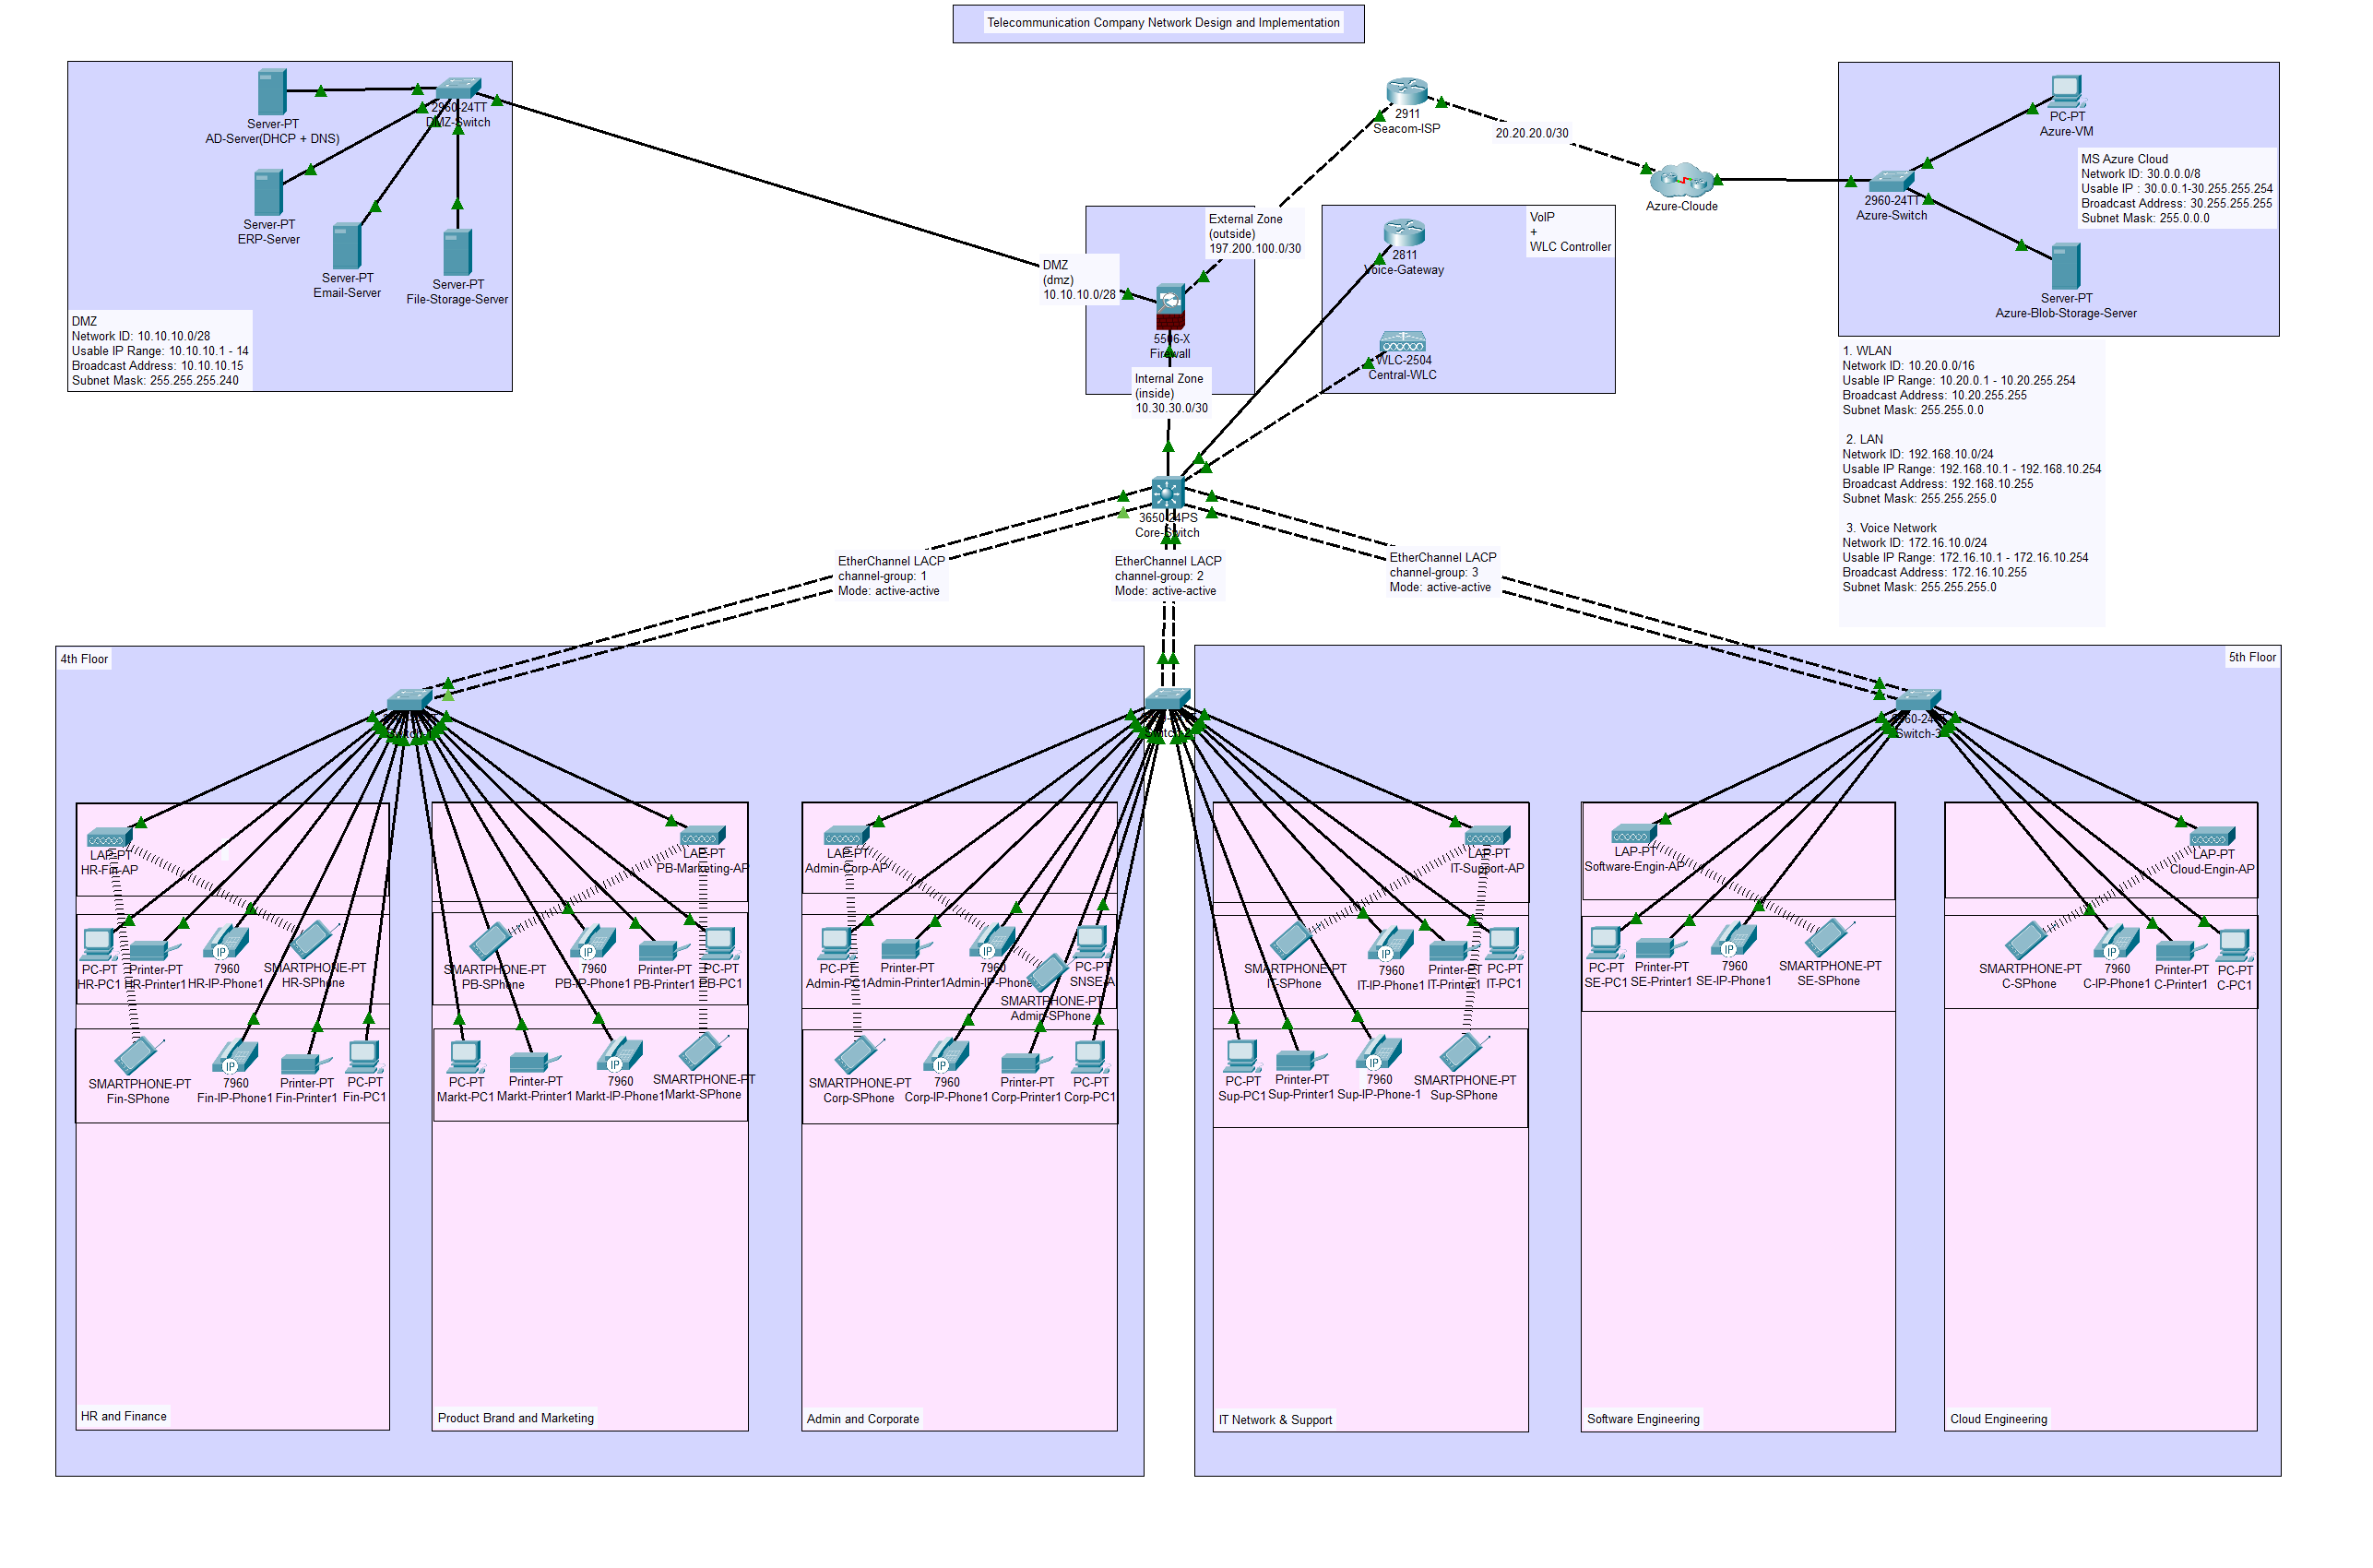 Telecommunication Company Network Design and Implementation
Server-PT
AD-Server(DHCP + DNS)
2960-24TT
DMZ-Switch
Server-PT
ERP-Server
Server-PT
Email-Server
Server-PT
File-Storage-Server
DMZ
Network ID: 10.10.10.0/28
Usable IP Range: 10.10.10.1 - 14
Broadcast Address: 10.10.10.15
Subnet Mask: 255.255.255.240
2911
Seacom-ISP
20.20.20.0/30
Azure-Cloude
2960-24TT
Azure-Switch
PC-PT
Azure-VM
MS Azure Cloud
Network ID: 30.0.0.0/8
Usable IP : 30.0.0.1-30.255.255.254
Broadcast Address: 30.255.255.255
Subnet Mask: 255.0.0.0
Server-PT
Azure-Blob-Storage-Server
External Zone
(outside)
197.200.100.0/30
DMZ
(dmz)
10.10.10.0/28
5506-X
Firewall
Internal Zone
(inside)
10.30.30.0/30
VoIP
+
WLC Controller
2811
Voice-Gateway
WLC-2504
Central-WLC
1. WLAN
Network ID: 10.20.0.0/16
Usable IP Range: 10.20.0.1 - 10.20.255.254
Broadcast Address: 10.20.255.255
Subnet Mask: 255.255.0.0
2. LAN
Network ID: 192.168.10.0/24
Usable IP Range: 192.168.10.1 - 192.168.10.254
Broadcast Address: 192.168.10.255
Subnet Mask: 255.255.255.0
3. Voice Network
Network ID: 172.16.10.0/24
Usable IP Range: 172.16.10.1 - 172.16.10.254
Broadcast Address: 172.16.10.255
Subnet Mask: 255.255.255.0
3650-24PS
Core-Switch
EtherChannel LACP
channel-group: 1
Mode: active-active
EtherChannel LACP
channel-group: 2
Mode: active-active
EtherChannel LACP
channel-group: 3
Mode: active-active
4th Floor
5th Floor
2960-24TT
Switch-3
LAP-PT
HR-Fin-AP
LAP-PT
PB-Marketing-AP
LAP-PT
Admin-Corp-AP
LAP-PT
IT-Support-AP
LAP-PT
Software-Engin-AP
LAP-PT
Cloud-Engin-AP
PC-PT
HR-PC1
Printer-PT
HR-Printer1
7960
HR-IP-Phone1
SMARTPHONE-PT
HR-SPhone
SMARTPHONE-PT
PB-SPhone
7960
PB-IP-Phone1
Printer-PT
PB-Printer1
PC-PT
PB-PC1
PC-PT
Admin-PC1
Printer-PT
Admin-Printer1
7960
Admin-IP-Phone
PC-PT
SNSE-A
SMARTPHONE-PT
Admin-SPhone
SMARTPHONE-PT
IT-SPhone
7960
IT-IP-Phone1
Printer-PT
IT-Printer1
PC-PT
IT-PC1
PC-PT
SE-PC1
Printer-PT
SE-Printer1
7960
SE-IP-Phone1
SMARTPHONE-PT
SE-SPhone
SMARTPHONE-PT
C-SPhone
7960
C-IP-Phone1
Printer-PT
C-Printer1
PC-PT
C-PC1
SMARTPHONE-PT
Fin-SPhone
IP
7960
Fin-IP-Phone1
Printer-PT
Fin-Printer1
PC-PT
Fin-PC1
PC-PT
Markt-PC1
Printer-PT
Markt-Printer1
7960
Markt-IP-Phone1
SMARTPHONE-PT
Markt-SPhone
SMARTPHONE-PT
Corp-SPhone
7960
Corp-IP-Phone1
Printer-PT
Corp-Printer1
PC-PT
Corp-PC1
PC-PT
Sup-PC1
Printer-PT
Sup-Printer1
7960
Sup-IP-Phone-1
SMARTPHONE-PT
Sup-SPhone
HR and Finance
Product Brand and Marketing
Admin and Corporate
IT Network & Support
Software Engineering
Cloud Engineering